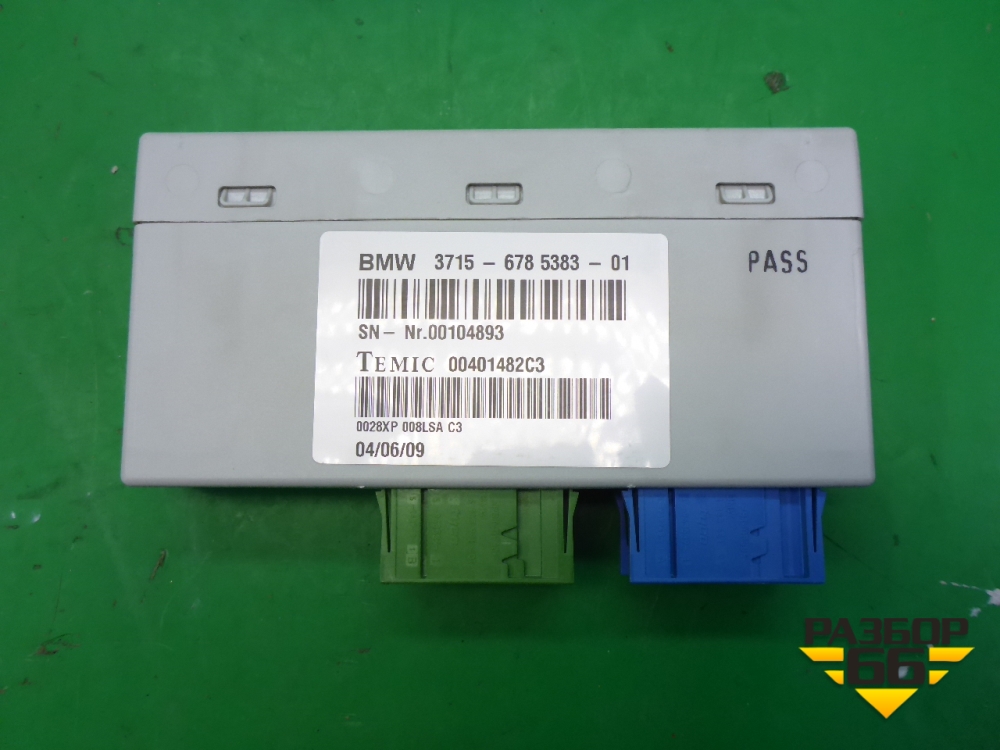 BMW 3715 - 678 5383 - 01
PASS
SN- Nr.00104893
TEMIC 00401482C3
0028XP 008LSA C3
04/06/09
РАЗБОР
66